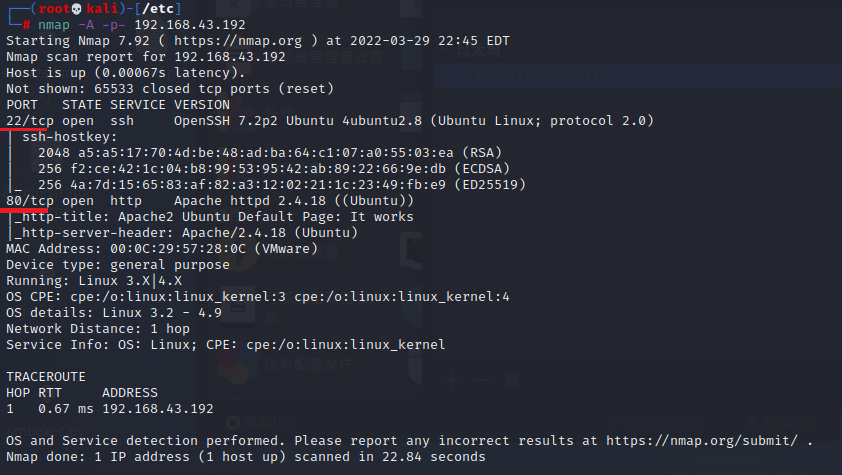 ┌──(root💀kali)-[/etc]
└─# nmap -A -p- 192.168.43.192
Starting Nmap 7.92 ( https://nmap.org ) at 2022-03-29 22:45 EDT
Nmap scan report for 192.168.43.192
Host is up (0.00067s latency).
Not shown: 65533 closed tcp ports (reset)
PORT   STATE SERVICE VERSION
22/tcp open  ssh     OpenSSH 7.2p2 Ubuntu 4ubuntu2.8 (Ubuntu Linux; protocol 2.0)
| ssh-hostkey:
|   2048 a5:a5:17:70:4d:be:48:ad:ba:64:c1:07:a0:55:03:ea (RSA)
|   256 f2:ce:42:1c:04:b8:99:53:95:42:ab:89:22:66:9e:db (ECDSA)
|_  256 4a:7d:15:65:83:af:82:a3:12:02:21:1c:23:49:fb:e9 (ED25519)
80/tcp open  http    Apache httpd 2.4.18 ((Ubuntu))
|_http-title: Apache2 Ubuntu Default Page: It works
|_http-server-header: Apache/2.4.18 (Ubuntu)
MAC Address: 00:0C:29:57:28:0C (VMware)
Device type: general purpose
Running: Linux 3.X|4.X
OS CPE: cpe:/o:linux:linux_kernel:3 cpe:/o:linux:linux_kernel:4
OS details: Linux 3.2 - 4.9
Network Distance: 1 hop
Service Info: OS: Linux; CPE: cpe:/o:linux:linux_kernel
色彩配置文件
TRACEROUTE
HOP RTT     ADDRESS
1   0.67 ms 192.168.43.192
OS and Service detection performed. Please report any incorrect results at https://nmap.org/submit/ .
Nmap done: 1 IP address (1 host up) scanned in 22.84 seconds